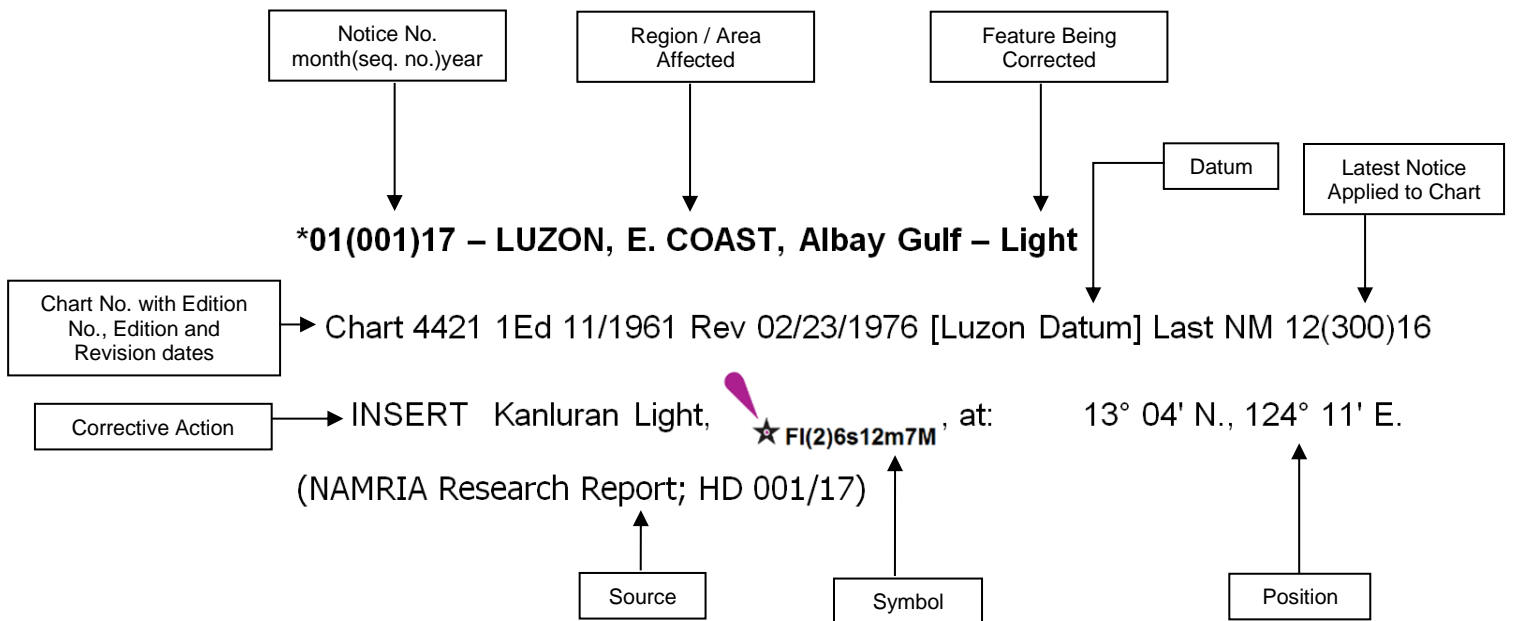 Notice No.
month(seq. no.)year
Region / Area
Affected
Feature Being
Corrected
Datum
Latest Notice
Applied to Chart
*01(001)17 – LUZON, E. COAST, Albay Gulf – Light
Chart No. with Edition
No., Edition and
Revision dates
Chart 4421 1Ed 11/1961 Rev 02/23/1976 [Luzon Datum] Last NM 12(300)16
Corrective Action
INSERT Kanluran Light, Fl(2)6s12m7M , at: 13° 04' N., 124° 11' E.
(NAMRIA Research Report; HD 001/17)
Source
Symbol
Position